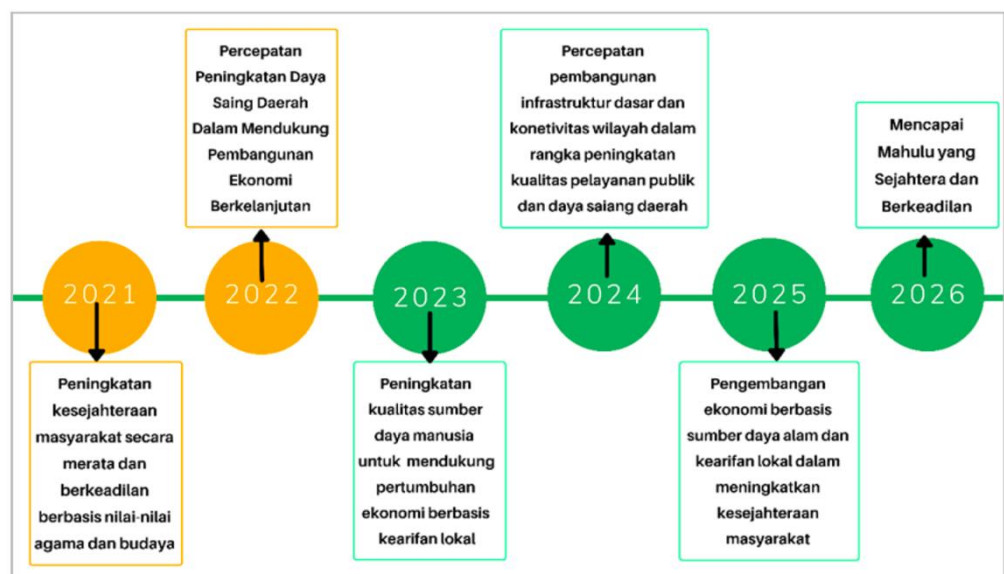 Percepatan
Peningkatan Daya
Saing Daerah
Dalam Mendukung
Pembangunan
Ekonomi
Berkelanjutan
Percepatan
pembangunan
infrastruktur dasar dan
konetivitas wilayah dalam
rangka peningkatan
kualitas pelayanan publik
dan daya saiang daerah
Mencapai
Mahulu yang
Sejahtera dan
Berkeadilan
2021
2022
2023
2024
2025
2026
Peningkatan
kesejahteraan
masyarakat secara
merata dan
berkeadilan
berbasis nilai-nilai
agama dan budaya
Peningkatan
kualitas sumber
daya manusia
untuk mendukung
pertumbuhan
ekonomi berbasis
kearifan lokal
Pengembangan
ekonomi berbasis
sumber daya alam dan
kearifan lokal dalam
meningkatkan
kesejahteraan
masyarakat